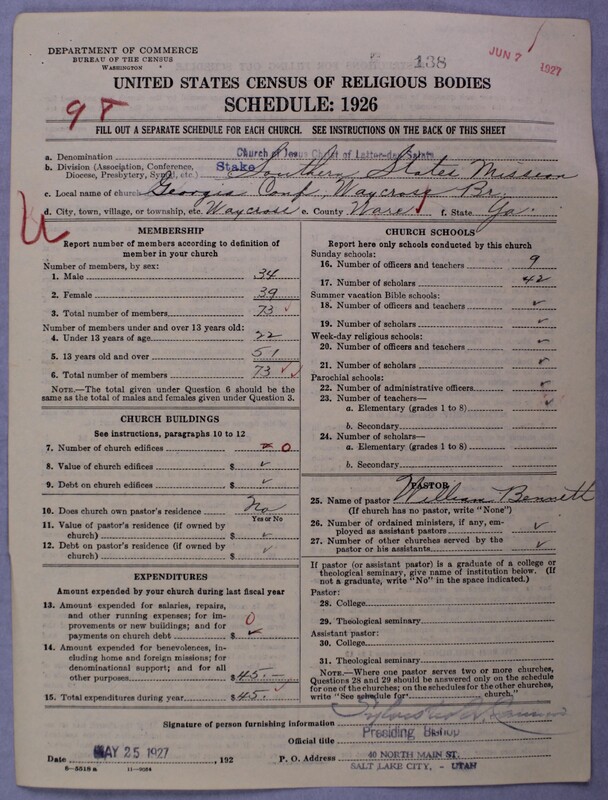 DEPARTMENT OF COMMERCE
BUREAU OF THE CENSUS
WASHINGTON
138
JUN 7 1927
UNITED STATES CENSUS OF RELIGIOUS BODIES
SCHEDULE: 1926
98
FILL OUT A SEPARATE SCHEDULE FOR EACH CHURCH. SEE INSTRUCTIONS ON THE BACK OF THIS SHEET
a. Denomination Church of Jesus Christ of Latter-day Saints
b. Division (Association, Conference, Diocese, Presbytery, Synod, etc.) Stake Southern States Mission
c. Local name of church Georgia Conf, Waycross Br.
d. City, town, village, or township, etc. Waycross e. County Ware f. State Ga.
MEMBERSHIP
Report number of members according to definition of
member in your church
Number of members, by sex:
1. Male 34
2. Female 39
3. Total number of members 73
Number of members under and over 13 years old:
4. Under 13 years of age 22
5. 13 years old and over 51
6. Total number of members 73
NOTE.—The total given under Question 6 should be
same as the total of males and females given under Question 3.
CHURCH BUILDINGS
See instructions, paragraphs 10 to 12
7. Number of church edifices 0
8. Value of church edifices $ ✓
9. Debt on church edifices $ ✓
10. Does church own pastor's residence No
Yes or No
11. Value of pastor's residence (if owned by
church) $ ✓
12. Debt on pastor's residence (if owned by
church) $ ✓
EXPENDITURES
Amount expended by your church during last fiscal year
13. Amount expended for salaries, repairs,
and other running expenses; for im-
provements or new buildings; and for
payments on church debt $ 0
14. Amount expended for benevolences, in-
cluding home and foreign missions; for
denominational support; and for all
other purposes $ 45.—
15. Total expenditures during year $ 45.
CHURCH SCHOOLS
Report here only schools conducted by this church
Sunday schools:
16. Number of officers and teachers 9
17. Number of scholars 42
Summer vacation Bible schools:
18. Number of officers and teachers ✓
19. Number of scholars ✓
Week-day religious schools:
20. Number of officers and teachers ✓
21. Number of scholars ✓
Parochial schools:
22. Number of administrative officers ✓
23. Number of teachers—
a. Elementary (grades 1 to 8) ✓
b. Secondary
24. Number of scholars—
a. Elementary (grades 1 to 8)
b. Secondary
PASTOR
25. Name of pastor William Bennett
(If church has no pastor, write "None")
26. Number of ordained ministers, if any, em-
ployed as assistant pastors ✓
27. Number of other churches served by the
pastor or his assistants ✓
If pastor (or assistant pastor) is a graduate of a college or
theological seminary, give name of institution below. (If
not a graduate, write "No" in the space indicated.)
Pastor:
28. College
29. Theological seminary
Assistant pastor:
30. College
31. Theological seminary
NOTE.—Where one pastor serves two or more churches,
Questions 28 and 29 should be answered only on the schedule
for one of the churches; on the schedules for the other churches,
write "See schedule for church."
Signature of person furnishing information
Official title Presiding Bishop
Date MAY 25 1927, 192 P. O. Address 40 NORTH MAIN ST.
SALT LAKE CITY, - UTAH
6-5318 a 11-9284